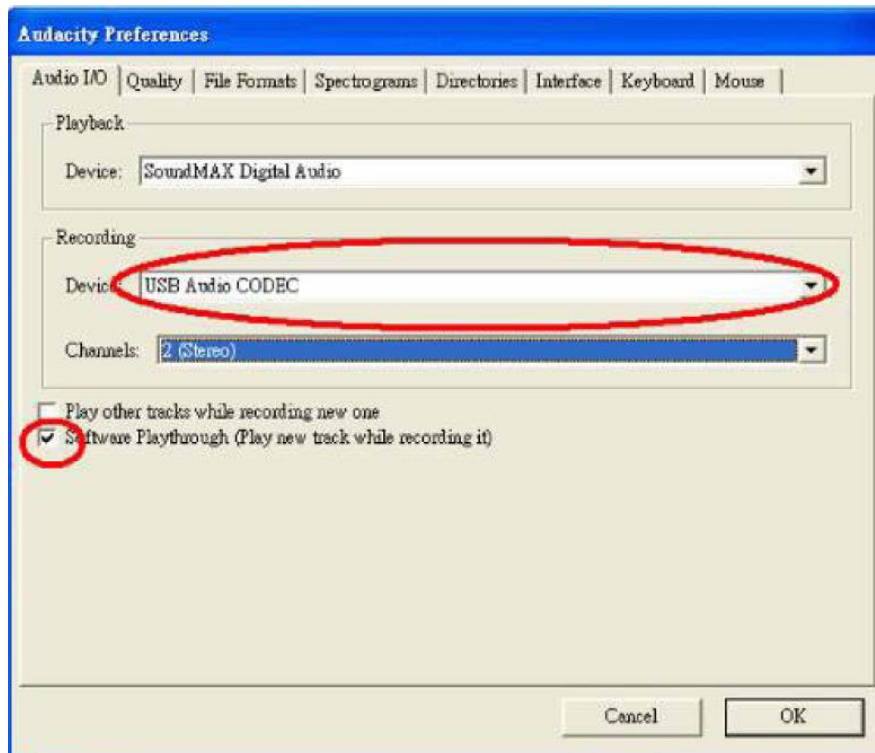 Audacity Preferences
Audio I/O Quality File Formats Spectrograms Directories Interface Keyboard Mouse
Playback
Device: SoundMAX Digital Audio
Recording
Device: USB Audio CODEC
Channels: 2 (Stereo)
Play other tracks while recording new one
Software Playthrough (Play new track while recording it)
Cancel OK